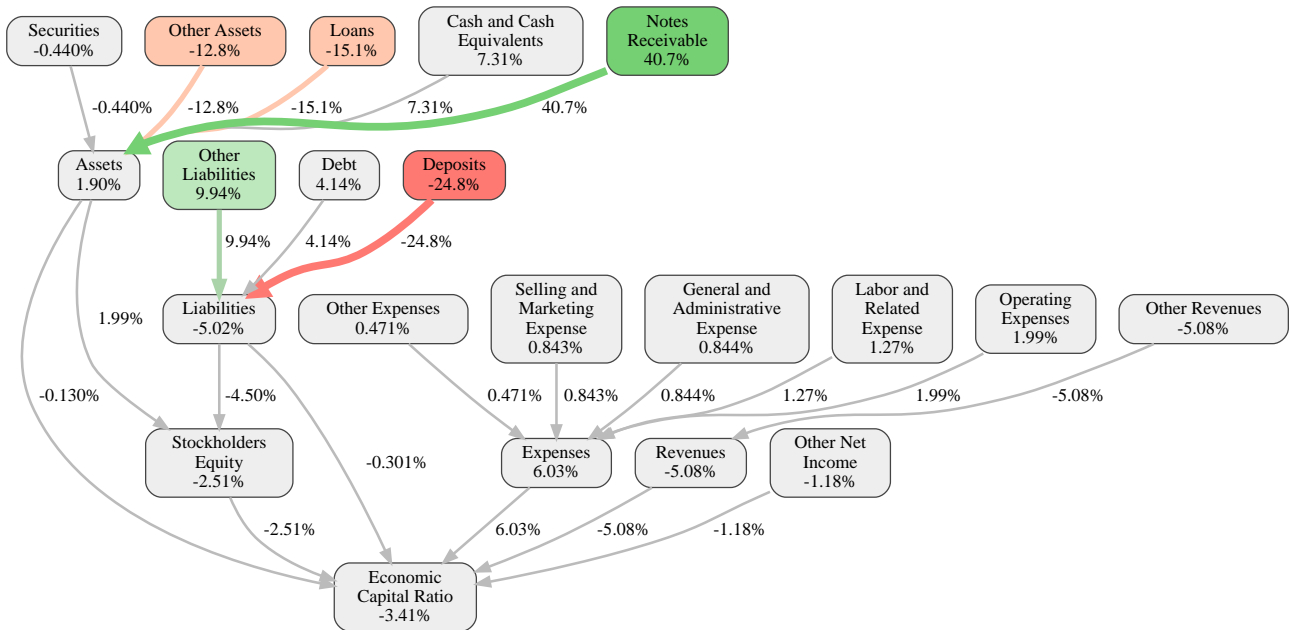 Securities
-0.440%
Other Assets
-12.8%
Loans
-15.1%
Cash and Cash
Equivalents
7.31%
Notes
Receivable
40.7%
-0.440%
-12.8%
-15.1%
7.31%
40.7%
Assets
1.90%
Other
Liabilities
9.94%
Debt
4.14%
Deposits
-24.8%
9.94%
4.14%
-24.8%
Liabilities
-5.02%
Other Expenses
0.471%
Selling and
Marketing
Expense
0.843%
General and
Administrative
Expense
0.844%
Labor and
Related
Expense
1.27%
Operating
Expenses
1.99%
Other Revenues
-5.08%
1.99%
-0.130%
-4.50%
0.471%
0.843%
0.844%
1.27%
1.99%
-5.08%
Stockholders
Equity
-2.51%
-0.301%
Expenses
6.03%
Revenues
-5.08%
Other Net
Income
-1.18%
-2.51%
6.03%
-5.08%
-1.18%
Economic
Capital Ratio
-3.41%